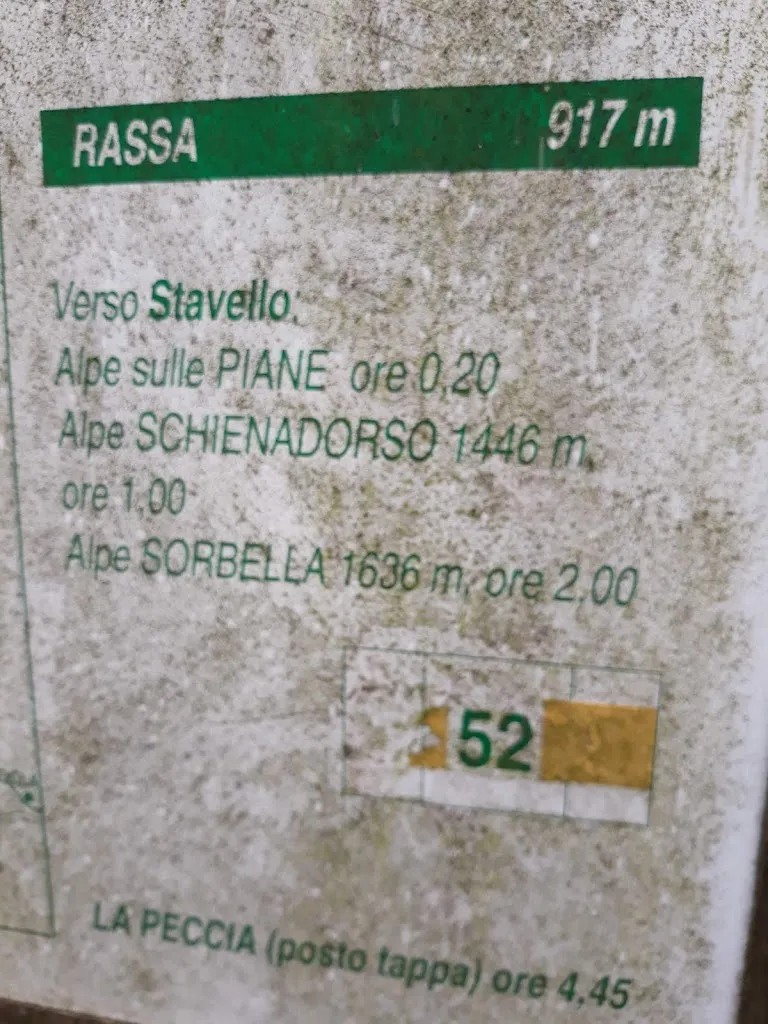 RASSA 917 m
Verso Stavello:
Alpe sulle PIANE ore 0,20
Alpe SCHIENADORSO 1446 m,
ore 1,00
Alpe SORBELLA 1636 m, ore 2,00
52
LA PECCIA (posto tappa) ore 4,45